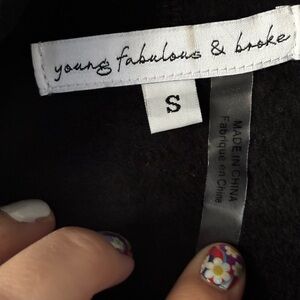 young fabulous & broke
S
MADE IN CHINA
Fabriqué en Chine